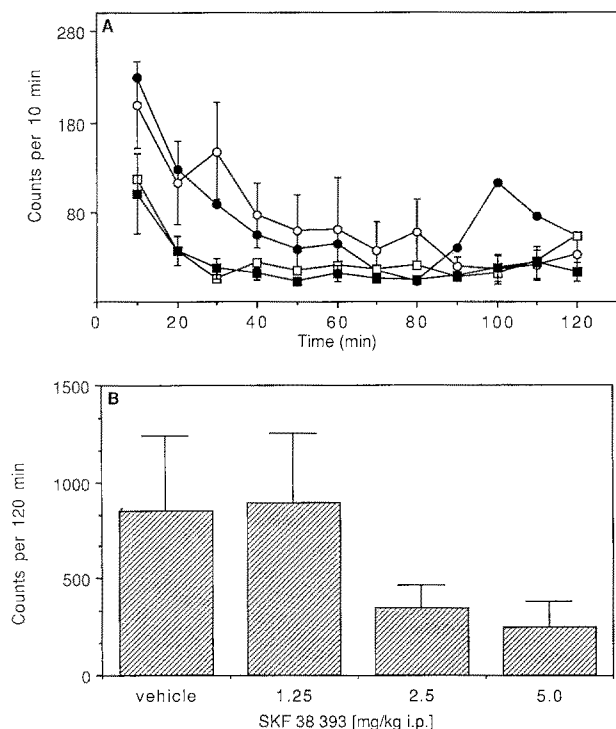 A
280
180
80
Counts per 10 min
0
20
40
60
80
100
120
Time (min)
B
1500
1000
500
0
Counts per 120 min
vehicle
1.25
2.5
5.0
SKF 38 393 [mg/kg i.p.]